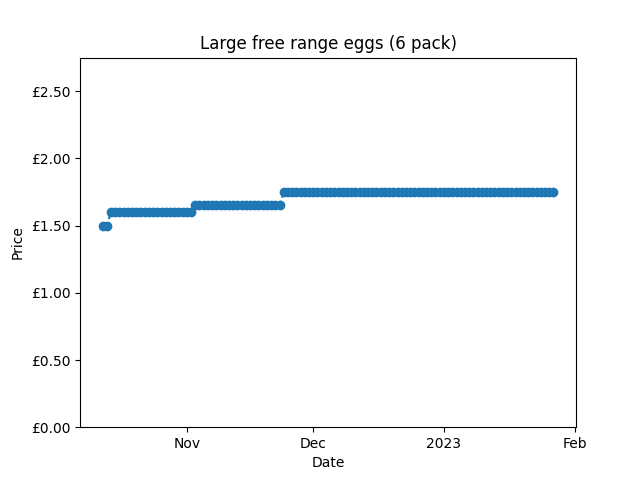 Large free range eggs (6 pack)
£2.50
£2.00
£1.50
£1.00
£0.50
£0.00
Price
Nov
Dec
2023
Feb
Date